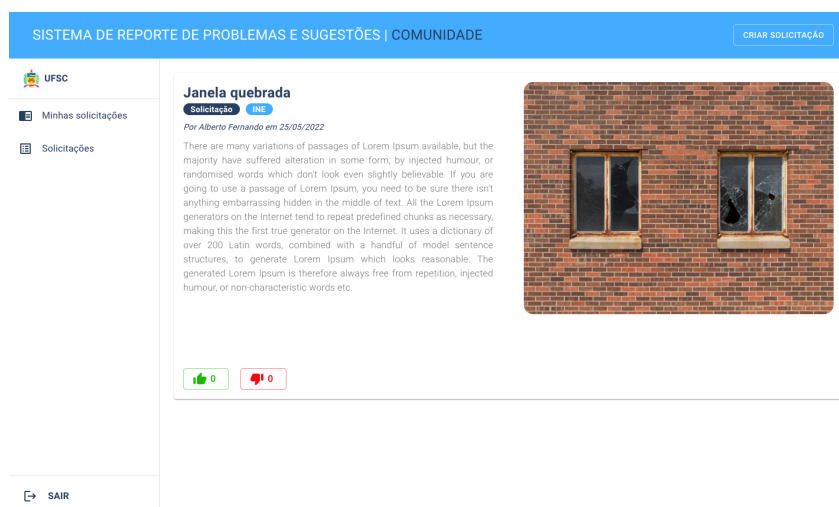 SISTEMA DE REPORTE DE PROBLEMAS E SUGESTÕES | COMUNIDADE
CRIAR SOLICITAÇÃO
UFSC
Minhas solicitações
Solicitações
Janela quebrada
Solicitação INE
Por Alberto Fernando em 25/05/2022
There are many variations of passages of Lorem Ipsum available, but the
majority have suffered alteration in some form, by injected humour, or
randomised words which don't look even slightly believable. If you are
going to use a passage of Lorem Ipsum, you need to be sure there isn't
anything embarrassing hidden in the middle of text. All the Lorem Ipsum
generators on the Internet tend to repeat predefined chunks as necessary,
making this the first true generator on the Internet. It uses a dictionary of
over 200 Latin words, combined with a handful of model sentence
structures, to generate Lorem Ipsum which looks reasonable. The
generated Lorem Ipsum is therefore always free from repetition, injected
humour, or non-characteristic words etc.
0 0
SAIR